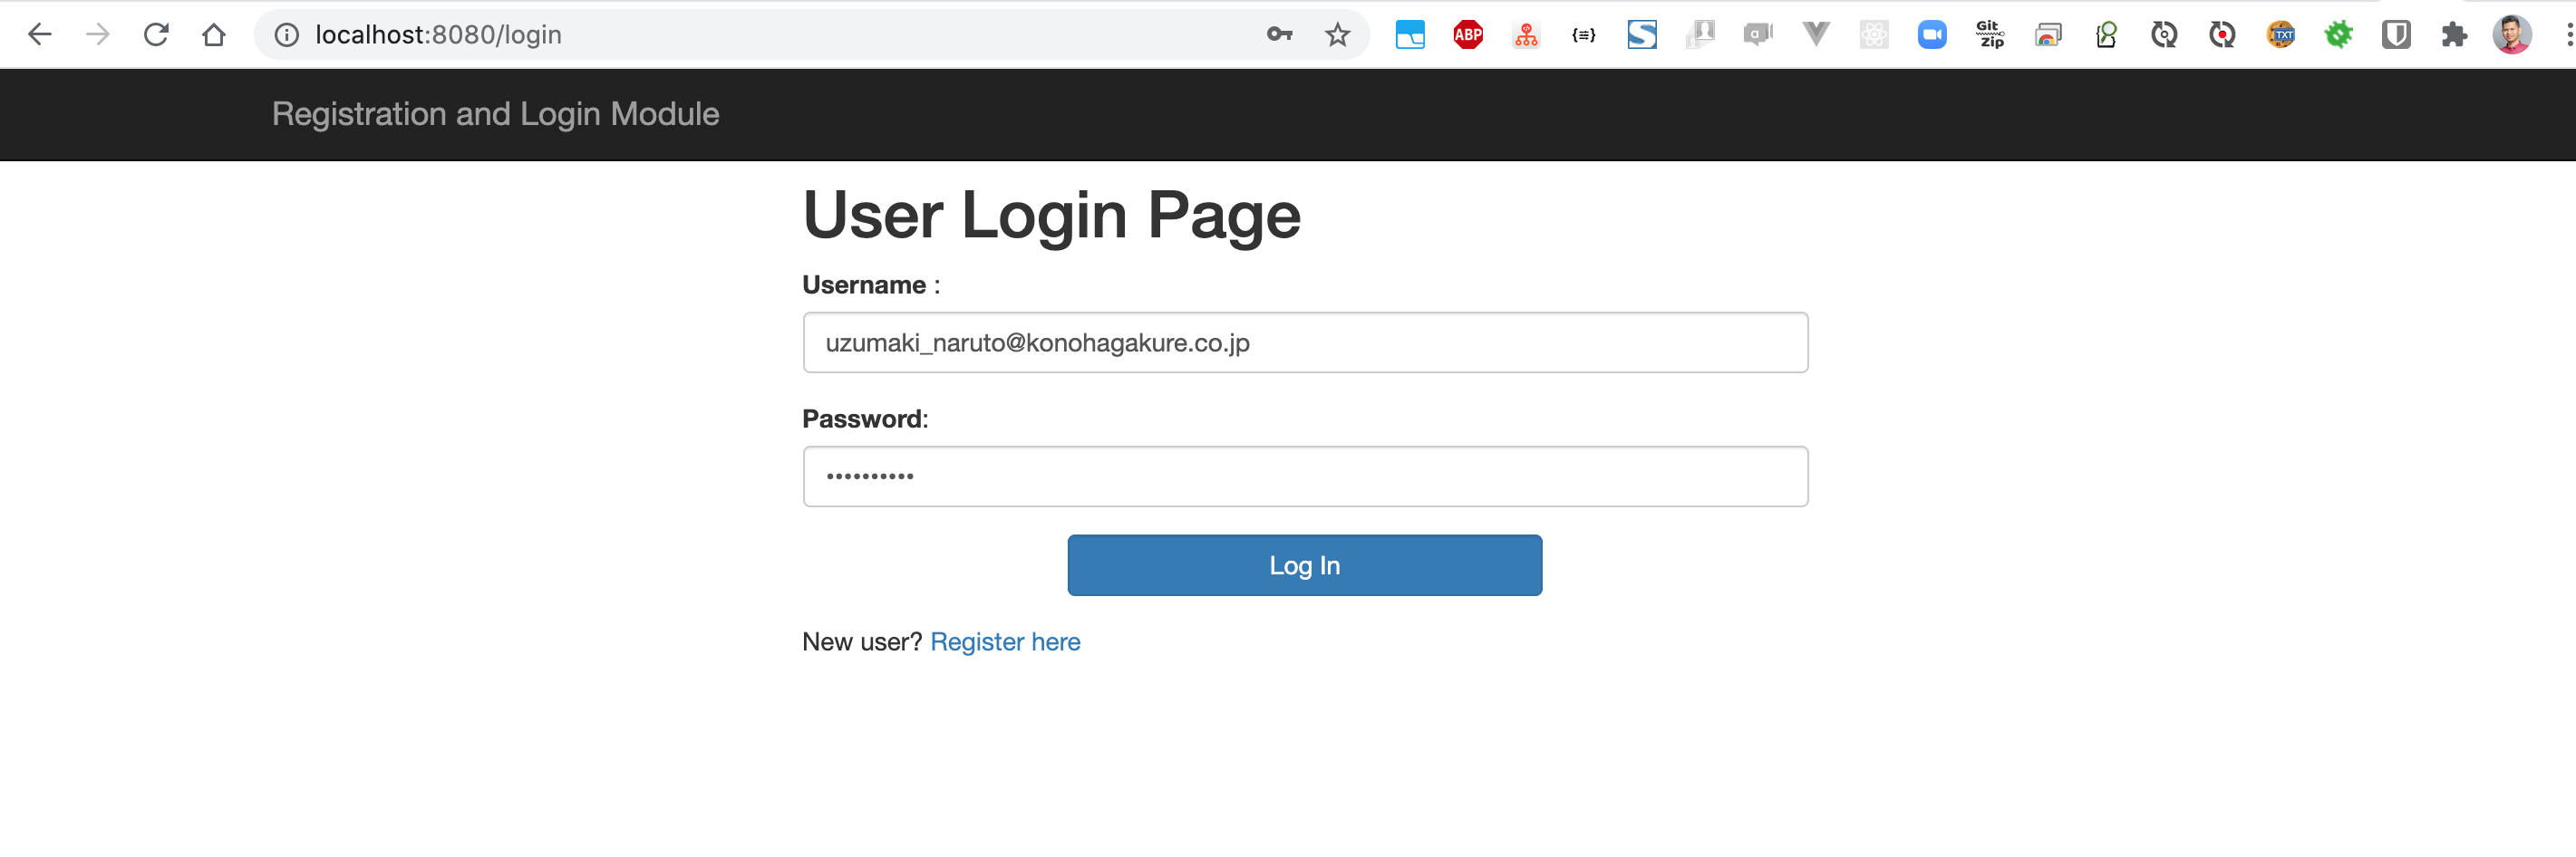 localhost:8080/login
ABP
{≡}
S
a
Git
Zip
TXT
Registration and Login Module
User Login Page
Username :
uzumaki_naruto@konohagakure.co.jp
Password:
••••••••••
Log In
New user? Register here